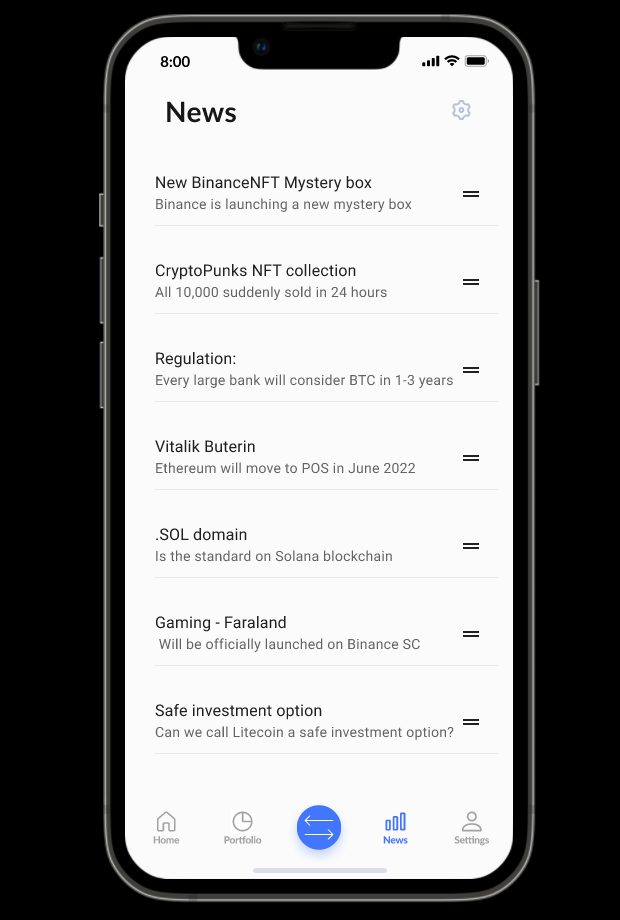 8:00
News
New BinanceNFT Mystery box
Binance is launching a new mystery box
CryptoPunks NFT collection
All 10,000 suddenly sold in 24 hours
Regulation:
Every large bank will consider BTC in 1-3 years
Vitalik Buterin
Ethereum will move to POS in June 2022
.SOL domain
Is the standard on Solana blockchain
Gaming - Faraland
Will be officially launched on Binance SC
Safe investment option
Can we call Litecoin a safe investment option?
Home Portfolio News Settings